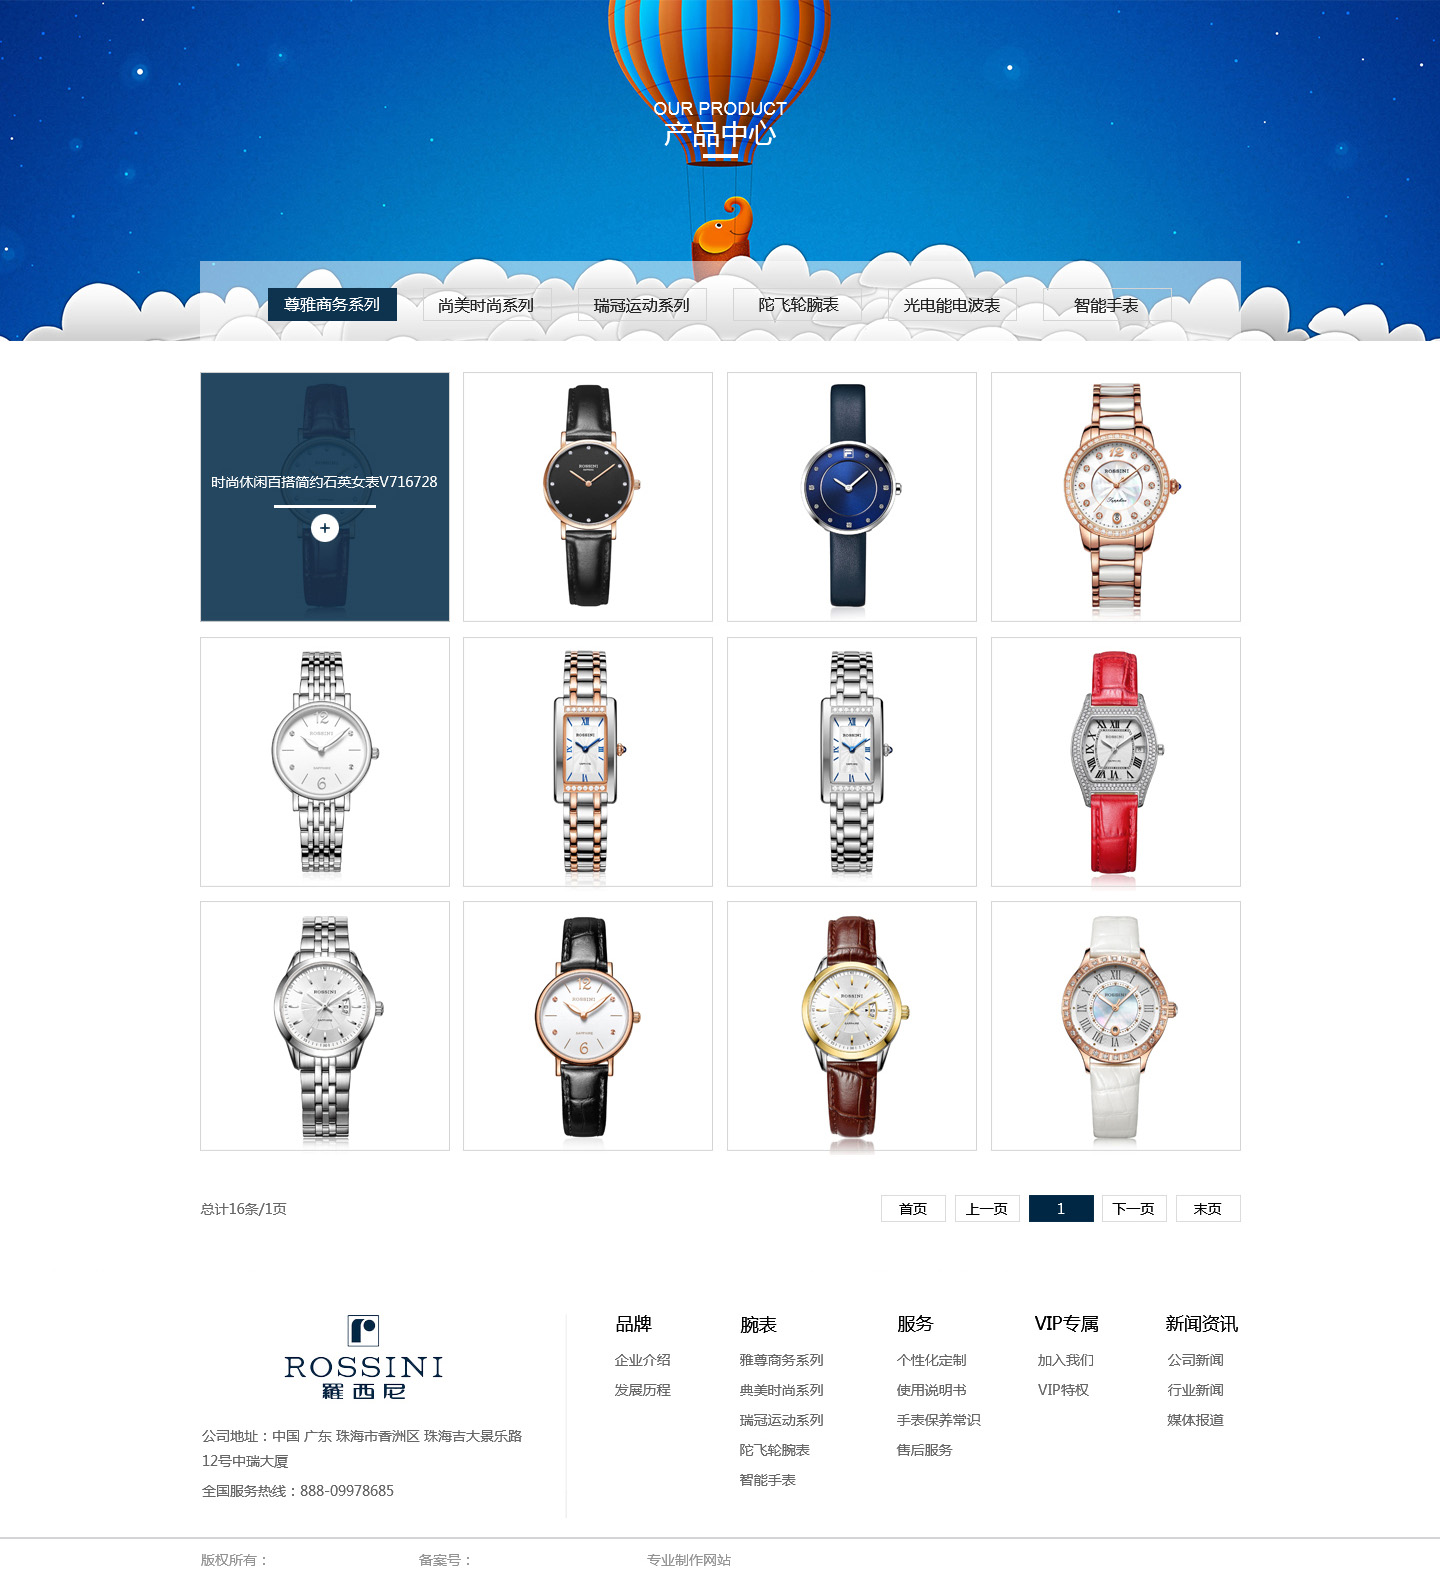 OUR PRODUCT
产品中心
尊雅商务系列 尚美时尚系列 瑞冠运动系列 陀飞轮腕表 光电能电波表 智能手表
时尚休闲百搭简约石英女表V716728
ROSSINI
ROSSINI
ROSSINI
ROSSINI
ROSSINI
ROSSINI
ROSSINI
ROSSINI
ROSSINI
ROSSINI
总计16条/1页
首页 上一页 1 下一页 末页
ROSSINI
羅西尼
公司地址：中国 广东 珠海市香洲区 珠海吉大景乐路
12号中瑞大厦
全国服务热线：888-09978685
品牌
企业介绍
发展历程
腕表
雅尊商务系列
典美时尚系列
瑞冠运动系列
陀飞轮腕表
智能手表
服务
个性化定制
使用说明书
手表保养常识
售后服务
VIP专属
加入我们
VIP特权
新闻资讯
公司新闻
行业新闻
媒体报道
版权所有： 备案号： 专业制作网站